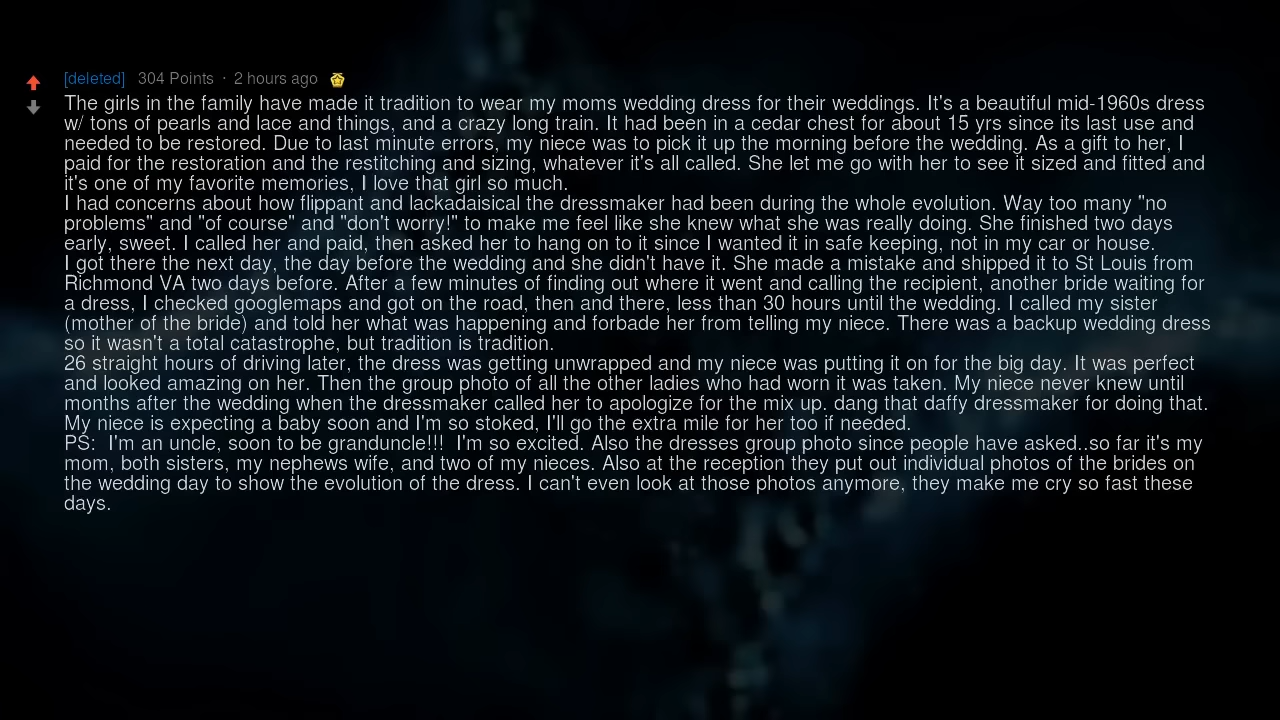 [deleted] 304 Points · 2 hours ago
The girls in the family have made it tradition to wear my moms wedding dress for their weddings. It's a beautiful mid-1960s dress
w/ tons of pearls and lace and things, and a crazy long train. It had been in a cedar chest for about 15 yrs since its last use and
needed to be restored. Due to last minute errors, my niece was to pick it up the morning before the wedding. As a gift to her, I
paid for the restoration and the restitching and sizing, whatever it's all called. She let me go with her to see it sized and fitted and
it's one of my favorite memories, I love that girl so much.
I had concerns about how flippant and lackadaisical the dressmaker had been during the whole evolution. Way too many "no
problems" and "of course" and "don't worry!" to make me feel like she knew what she was really doing. She finished two days
early, sweet. I called her and paid, then asked her to hang on to it since I wanted it in safe keeping, not in my car or house.
I got there the next day, the day before the wedding and she didn't have it. She made a mistake and shipped it to St Louis from
Richmond VA two days before. After a few minutes of finding out where it went and calling the recipient, another bride waiting for
a dress, I checked googlemaps and got on the road, then and there, less than 30 hours until the wedding. I called my sister
(mother of the bride) and told her what was happening and forbade her from telling my niece. There was a backup wedding dress
so it wasn't a total catastrophe, but tradition is tradition.
26 straight hours of driving later, the dress was getting unwrapped and my niece was putting it on for the big day. It was perfect
and looked amazing on her. Then the group photo of all the other ladies who had worn it was taken. My niece never knew until
months after the wedding when the dressmaker called her to apologize for the mix up. dang that daffy dressmaker for doing that.
My niece is expecting a baby soon and I'm so stoked, I'll go the extra mile for her too if needed.
PS:  I'm an uncle, soon to be granduncle!!!  I'm so excited. Also the dresses group photo since people have asked..so far it's my
mom, both sisters, my nephews wife, and two of my nieces. Also at the reception they put out individual photos of the brides on
the wedding day to show the evolution of the dress. I can't even look at those photos anymore, they make me cry so fast these
days.